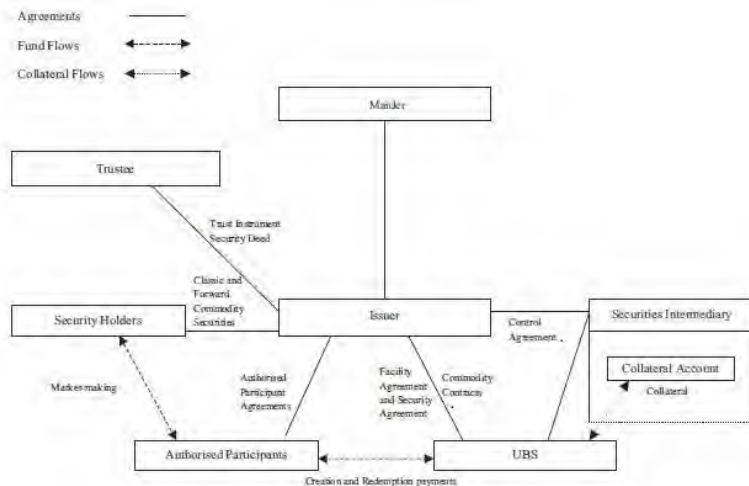 Agreements
Fund Flows
Collateral Flows
Trustee
Trust Instrument
Security Deed
Classic and
Forward
Commodity
Securities
Security Holders
Issuer
Control
Agreement
Securities Intermediary
Collateral Account
Collateral
Market-making
Authorised
Participant
Agreements
Facility
Agreement
and Security
Agreement
Commodity
Contracts
Authorised Participants
UBS
Creation and Redemption payments